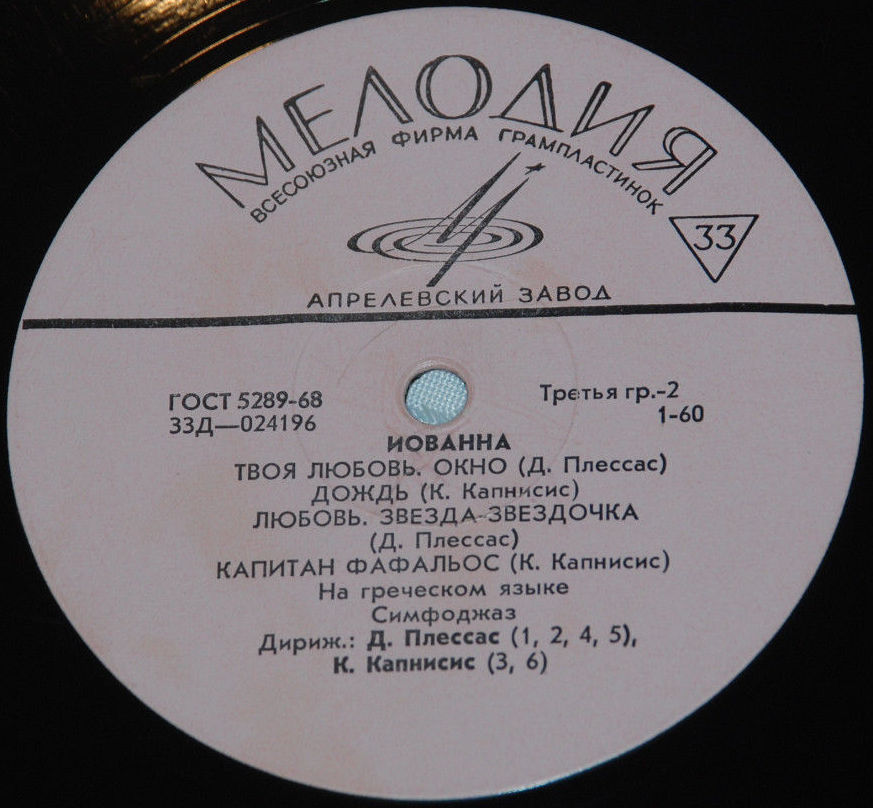 МЕЛОДИЯ
ВСЕСОЮЗНАЯ ФИРМА ГРАМПЛАСТИНОК
33
АПРЕЛЕВСКИЙ ЗАВОД
ГОСТ 5289-68
Третья гр.-2
33Д—024196
1-60
ИОВАННА
ТВОЯ ЛЮБОВЬ. ОКНО (Д. Плессас)
ДОЖДЬ (К. Капнисис)
ЛЮБОВЬ. ЗВЕЗДА-ЗВЕЗДОЧКА
(Д. Плессас)
КАПИТАН ФАФАЛЬОС (К. Капнисис)
На греческом языке
Симфоджаз
Дириж.: Д. Плессас (1, 2, 4, 5),
К. Капнисис (3, 6)